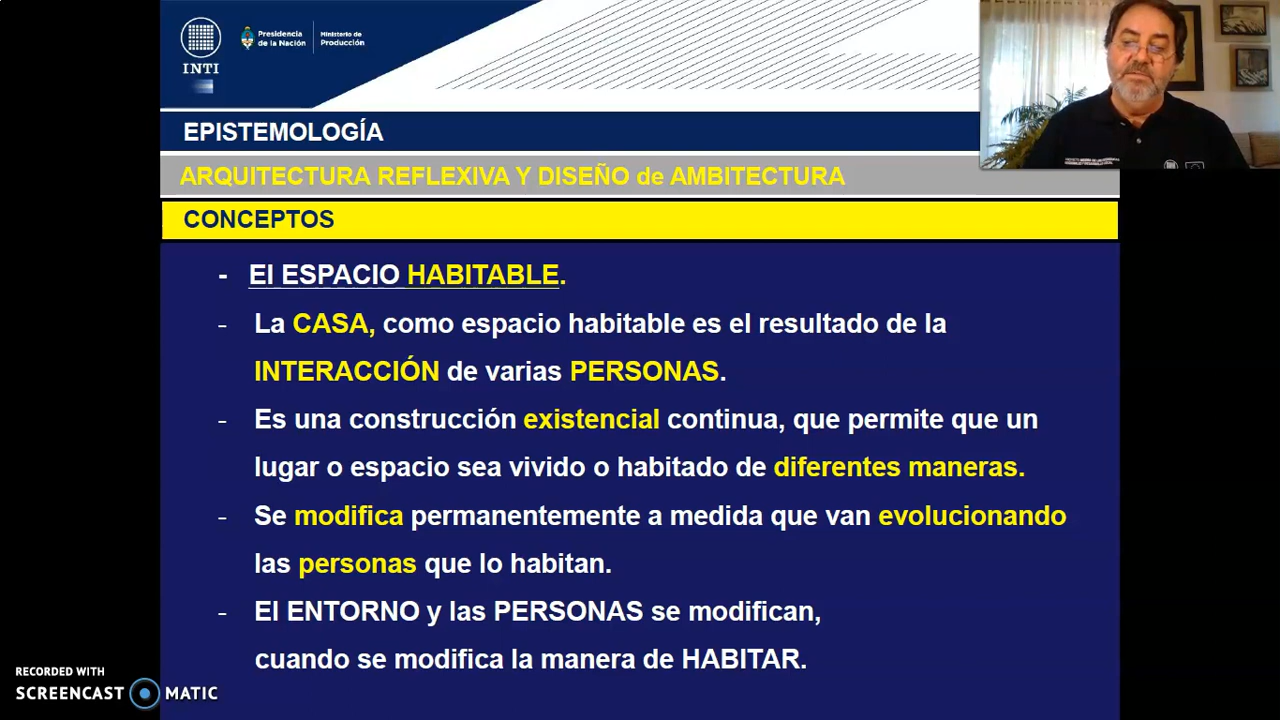 INTI
Presidencia
de la Nación
Ministerio de
Producción
EPISTEMOLOGÍA
ARQUITECTURA REFLEXIVA Y DISEÑO de AMBITECTURA
CONCEPTOS
- El ESPACIO HABITABLE.
- La CASA, como espacio habitable es el resultado de la
INTERACCIÓN de varias PERSONAS.
- Es una construcción existencial continua, que permite que un
lugar o espacio sea vivido o habitado de diferentes maneras.
- Se modifica permanentemente a medida que van evolucionando
las personas que lo habitan.
- El ENTORNO y las PERSONAS se modifican,
cuando se modifica la manera de HABITAR.
RECORDED WITH
SCREENCAST MATIC